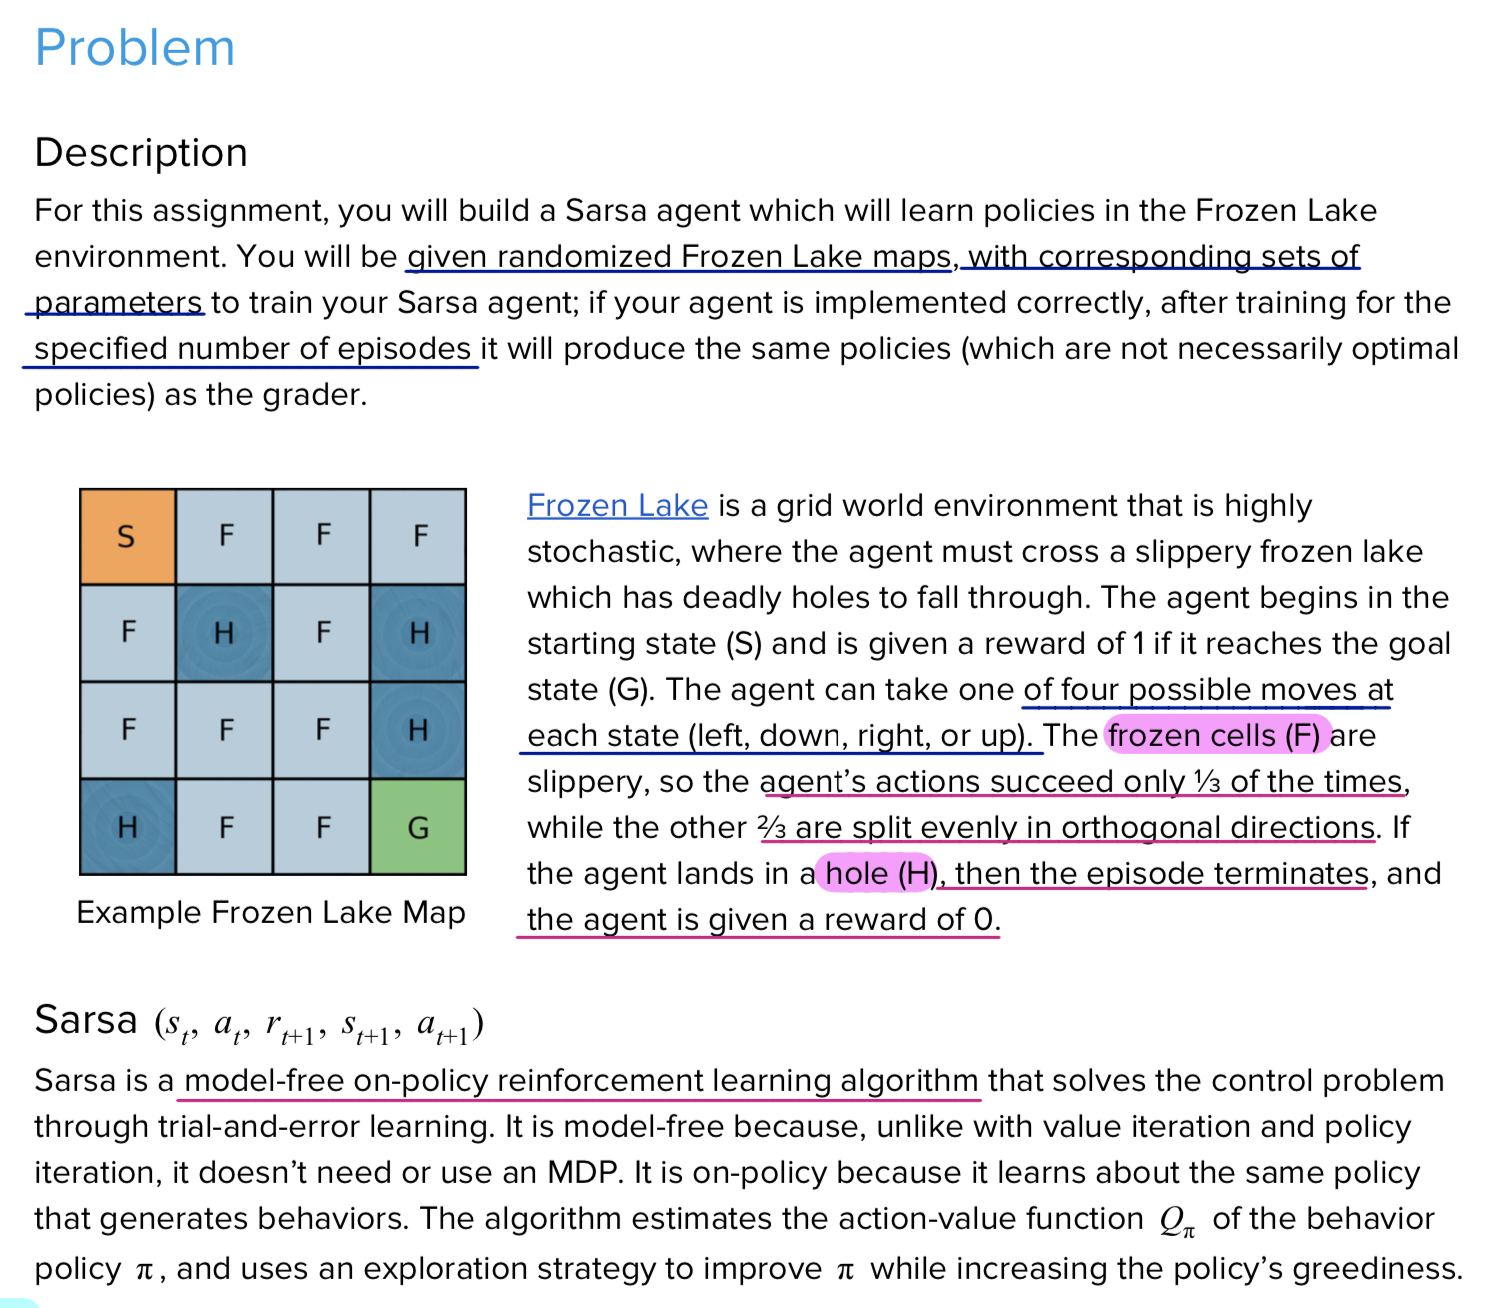 Problem
Description
For this assignment, you will build a Sarsa agent which will learn policies in the Frozen Lake
environment. You will be given randomized Frozen Lake maps, with corresponding sets of
parameters to train your Sarsa agent; if your agent is implemented correctly, after training for the
specified number of episodes it will produce the same policies (which are not necessarily optimal
policies) as the grader.
S F F F
F H F H
F F F H
H F F G
Example Frozen Lake Map
Frozen Lake is a grid world environment that is highly
stochastic, where the agent must cross a slippery frozen lake
which has deadly holes to fall through. The agent begins in the
starting state (S) and is given a reward of 1 if it reaches the goal
state (G). The agent can take one of four possible moves at
each state (left, down, right, or up). The frozen cells (F) are
slippery, so the agent's actions succeed only ⅓ of the times,
while the other ⅔ are split evenly in orthogonal directions. If
the agent lands in a hole (H), then the episode terminates, and
the agent is given a reward of 0.
Sarsa (s_t, a_t, r_{t+1}, s_{t+1}, a_{t+1})
Sarsa is a model-free on-policy reinforcement learning algorithm that solves the control problem
through trial-and-error learning. It is model-free because, unlike with value iteration and policy
iteration, it doesn't need or use an MDP. It is on-policy because it learns about the same policy
that generates behaviors. The algorithm estimates the action-value function Q_π of the behavior
policy π, and uses an exploration strategy to improve π while increasing the policy's greediness.